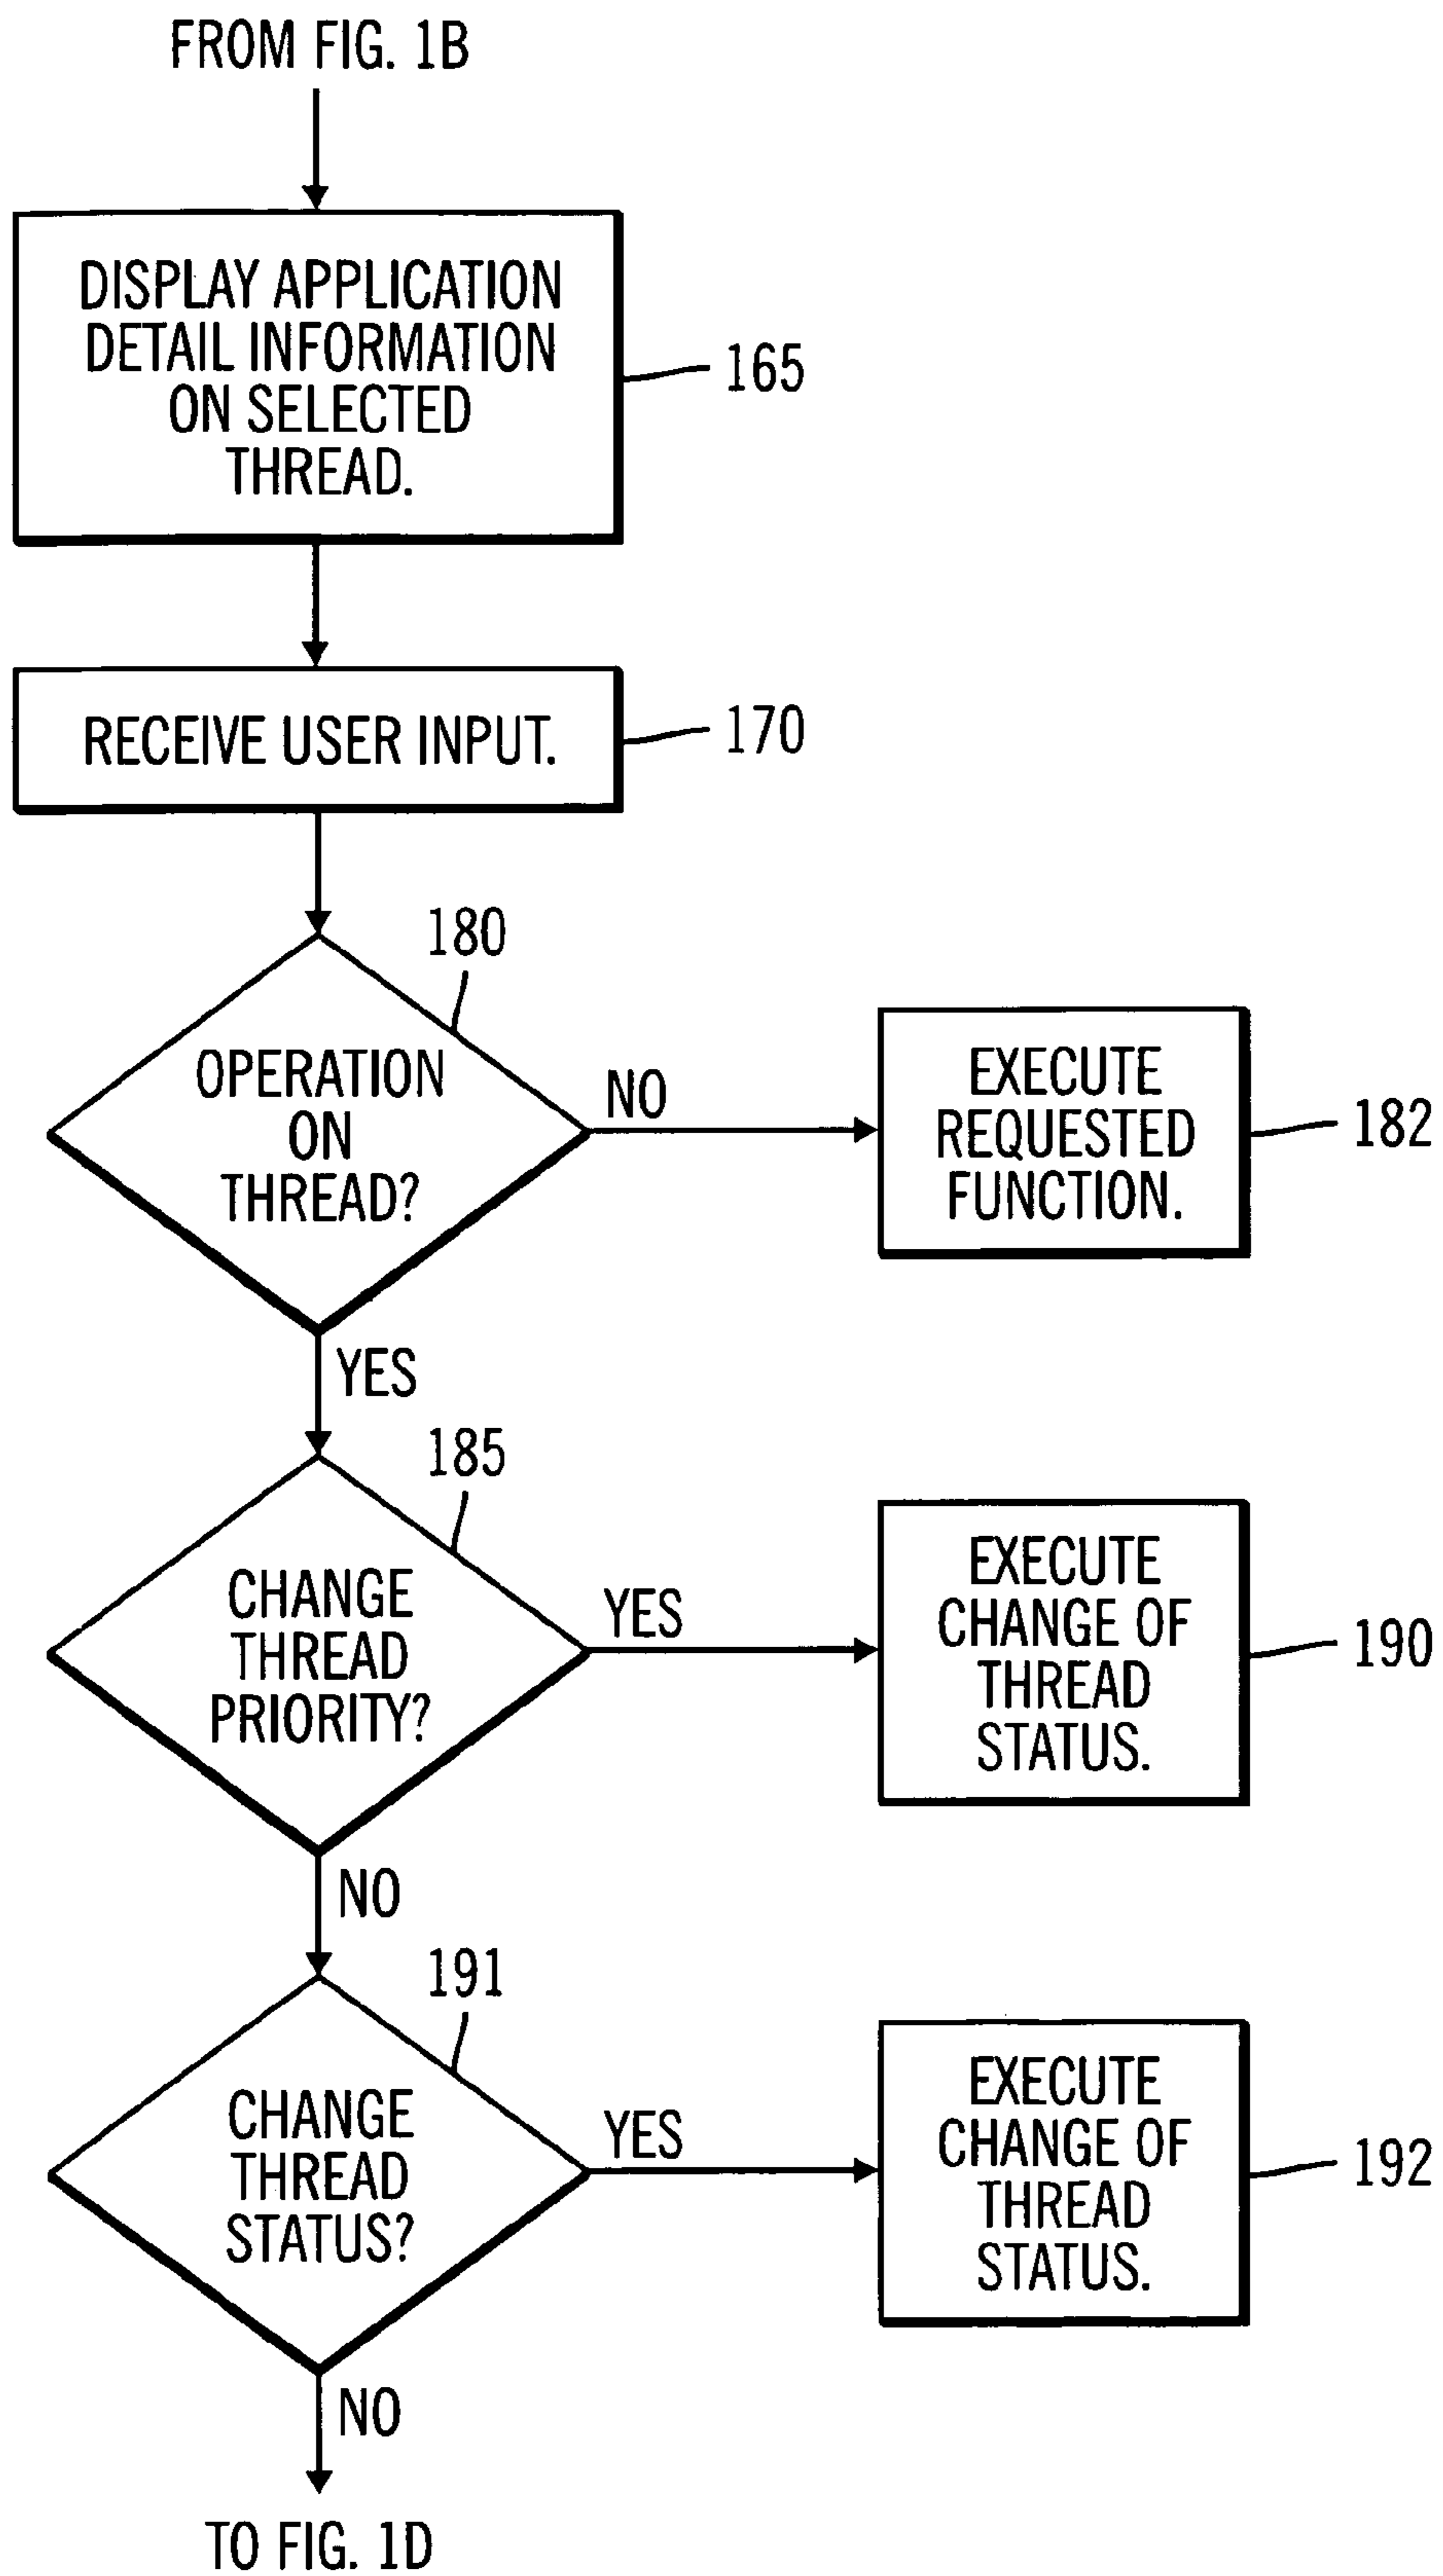 FROM FIG. 1B
DISPLAY APPLICATION
DETAIL INFORMATION
ON SELECTED
THREAD.
165
RECEIVE USER INPUT.
170
180
OPERATION
ON
THREAD?
NO
EXECUTE
REQUESTED
FUNCTION.
182
YES
185
CHANGE
THREAD
PRIORITY?
YES
EXECUTE
CHANGE OF
THREAD
STATUS.
190
NO
191
CHANGE
THREAD
STATUS?
YES
EXECUTE
CHANGE OF
THREAD
STATUS.
192
NO
TO FIG. 1D